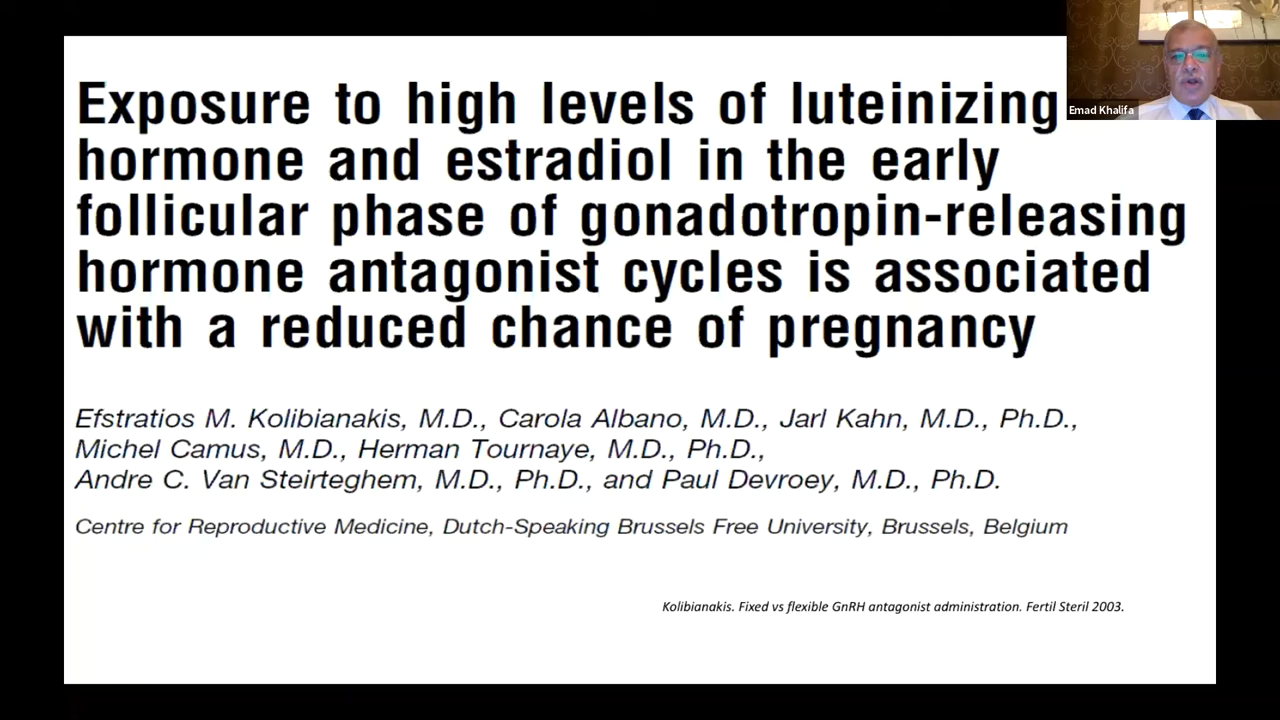 Exposure to high levels of luteinizing
hormone and estradiol in the early
follicular phase of gonadotropin-releasing
hormone antagonist cycles is associated
with a reduced chance of pregnancy
Emad Khalifa
Efstratios M. Kolibianakis, M.D., Carola Albano, M.D., Jarl Kahn, M.D., Ph.D.,
Michel Camus, M.D., Herman Tournaye, M.D., Ph.D.,
Andre C. Van Steirteghem, M.D., Ph.D., and Paul Devroey, M.D., Ph.D.
Centre for Reproductive Medicine, Dutch-Speaking Brussels Free University, Brussels, Belgium
Kolibianakis. Fixed vs flexible GnRH antagonist administration. Fertil Steril 2003.